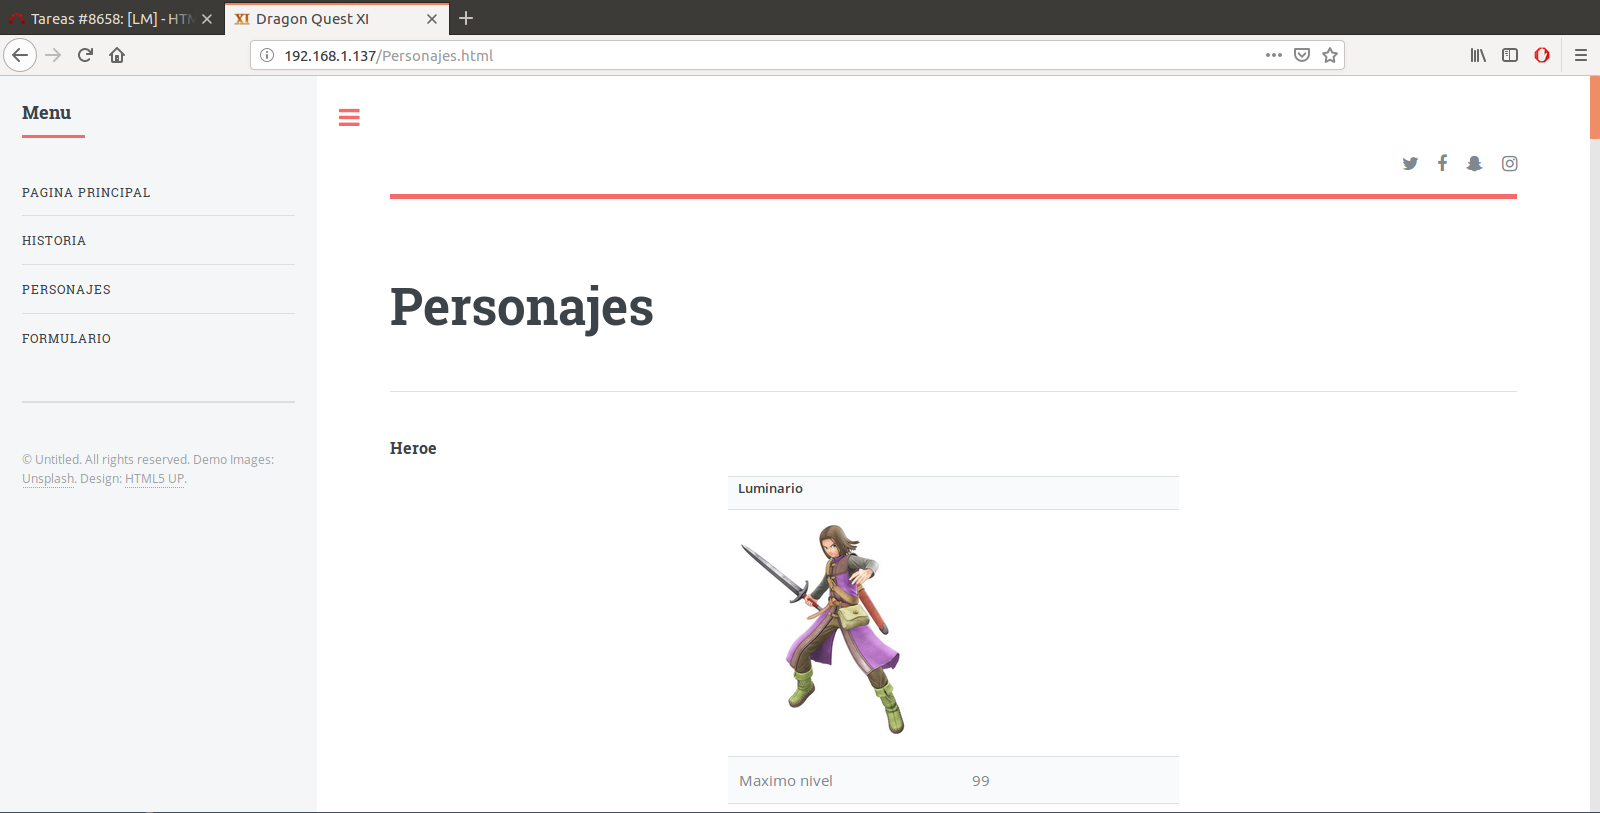 Tareas #8658: [LM] - HTM
XI Dragon Quest XI
192.168.1.137/Personajes.html
Menu
PAGINA PRINCIPAL
HISTORIA
PERSONAJES
FORMULARIO
© Untitled. All rights reserved. Demo Images:
Unsplash. Design: HTML5 UP.
Personajes
Heroe
Luminario
Maximo nivel 99